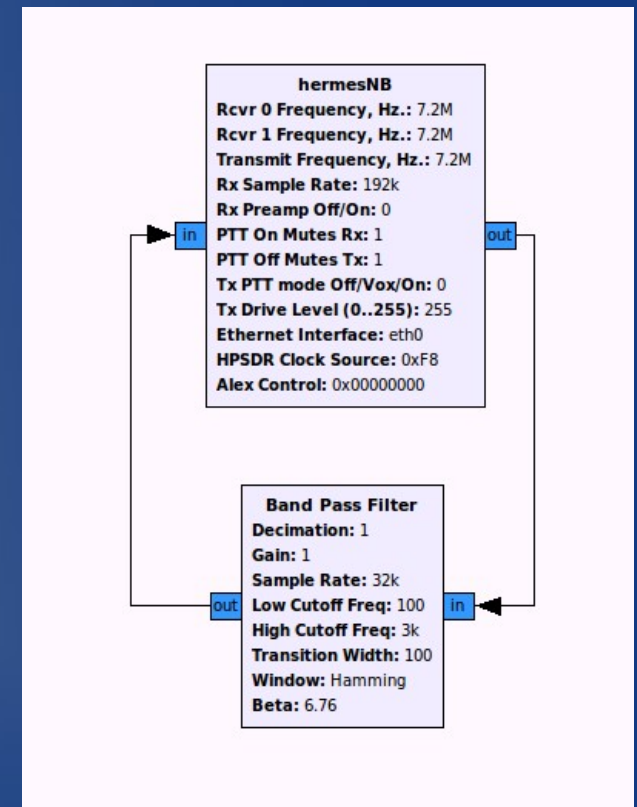 hermesNB
Rcvr 0 Frequency, Hz.: 7.2M
Rcvr 1 Frequency, Hz.: 7.2M
Transmit Frequency, Hz.: 7.2M
Rx Sample Rate: 192k
Rx Preamp Off/On: 0
in
PTT On Mutes Rx: 1
out
PTT Off Mutes Tx: 1
Tx PTT mode Off/Vox/On: 0
Tx Drive Level (0..255): 255
Ethernet Interface: eth0
HPSDR Clock Source: 0xF8
Alex Control: 0x00000000
Band Pass Filter
Decimation: 1
Gain: 1
Sample Rate: 32k
out
Low Cutoff Freq: 100
in
High Cutoff Freq: 3k
Transition Width: 100
Window: Hamming
Beta: 6.76